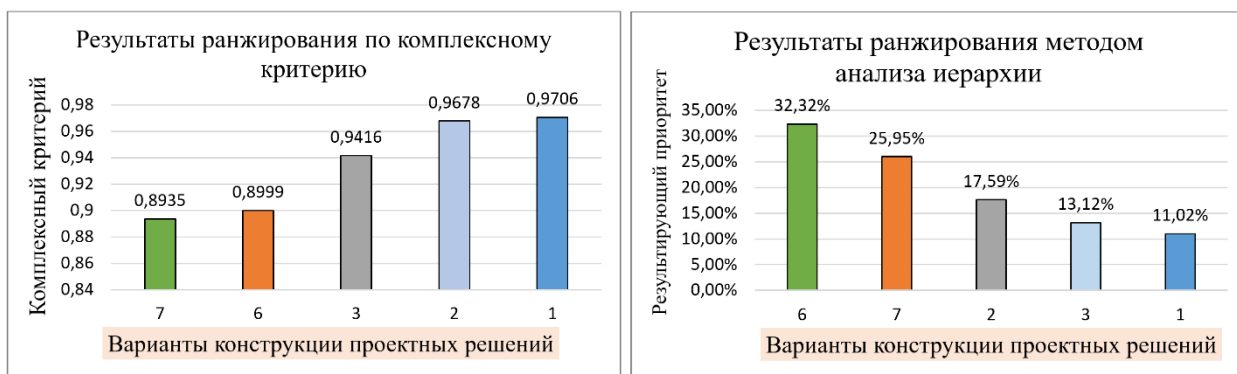 Результаты ранжирования по комплексному
критерию
Комплексный критерий
0,98
0,96
0,94
0,92
0,9
0,88
0,86
0,84
0,8935
0,8999
0,9416
0,9678
0,9706
7 6 3 2 1
Варианты конструкции проектных решений
Результаты ранжирования методом
анализа иерархии
Результирующий приоритет
35,00%
30,00%
25,00%
20,00%
15,00%
10,00%
5,00%
0,00%
32,32%
25,95%
17,59%
13,12%
11,02%
6 7 2 3 1
Варианты конструкции проектных решений